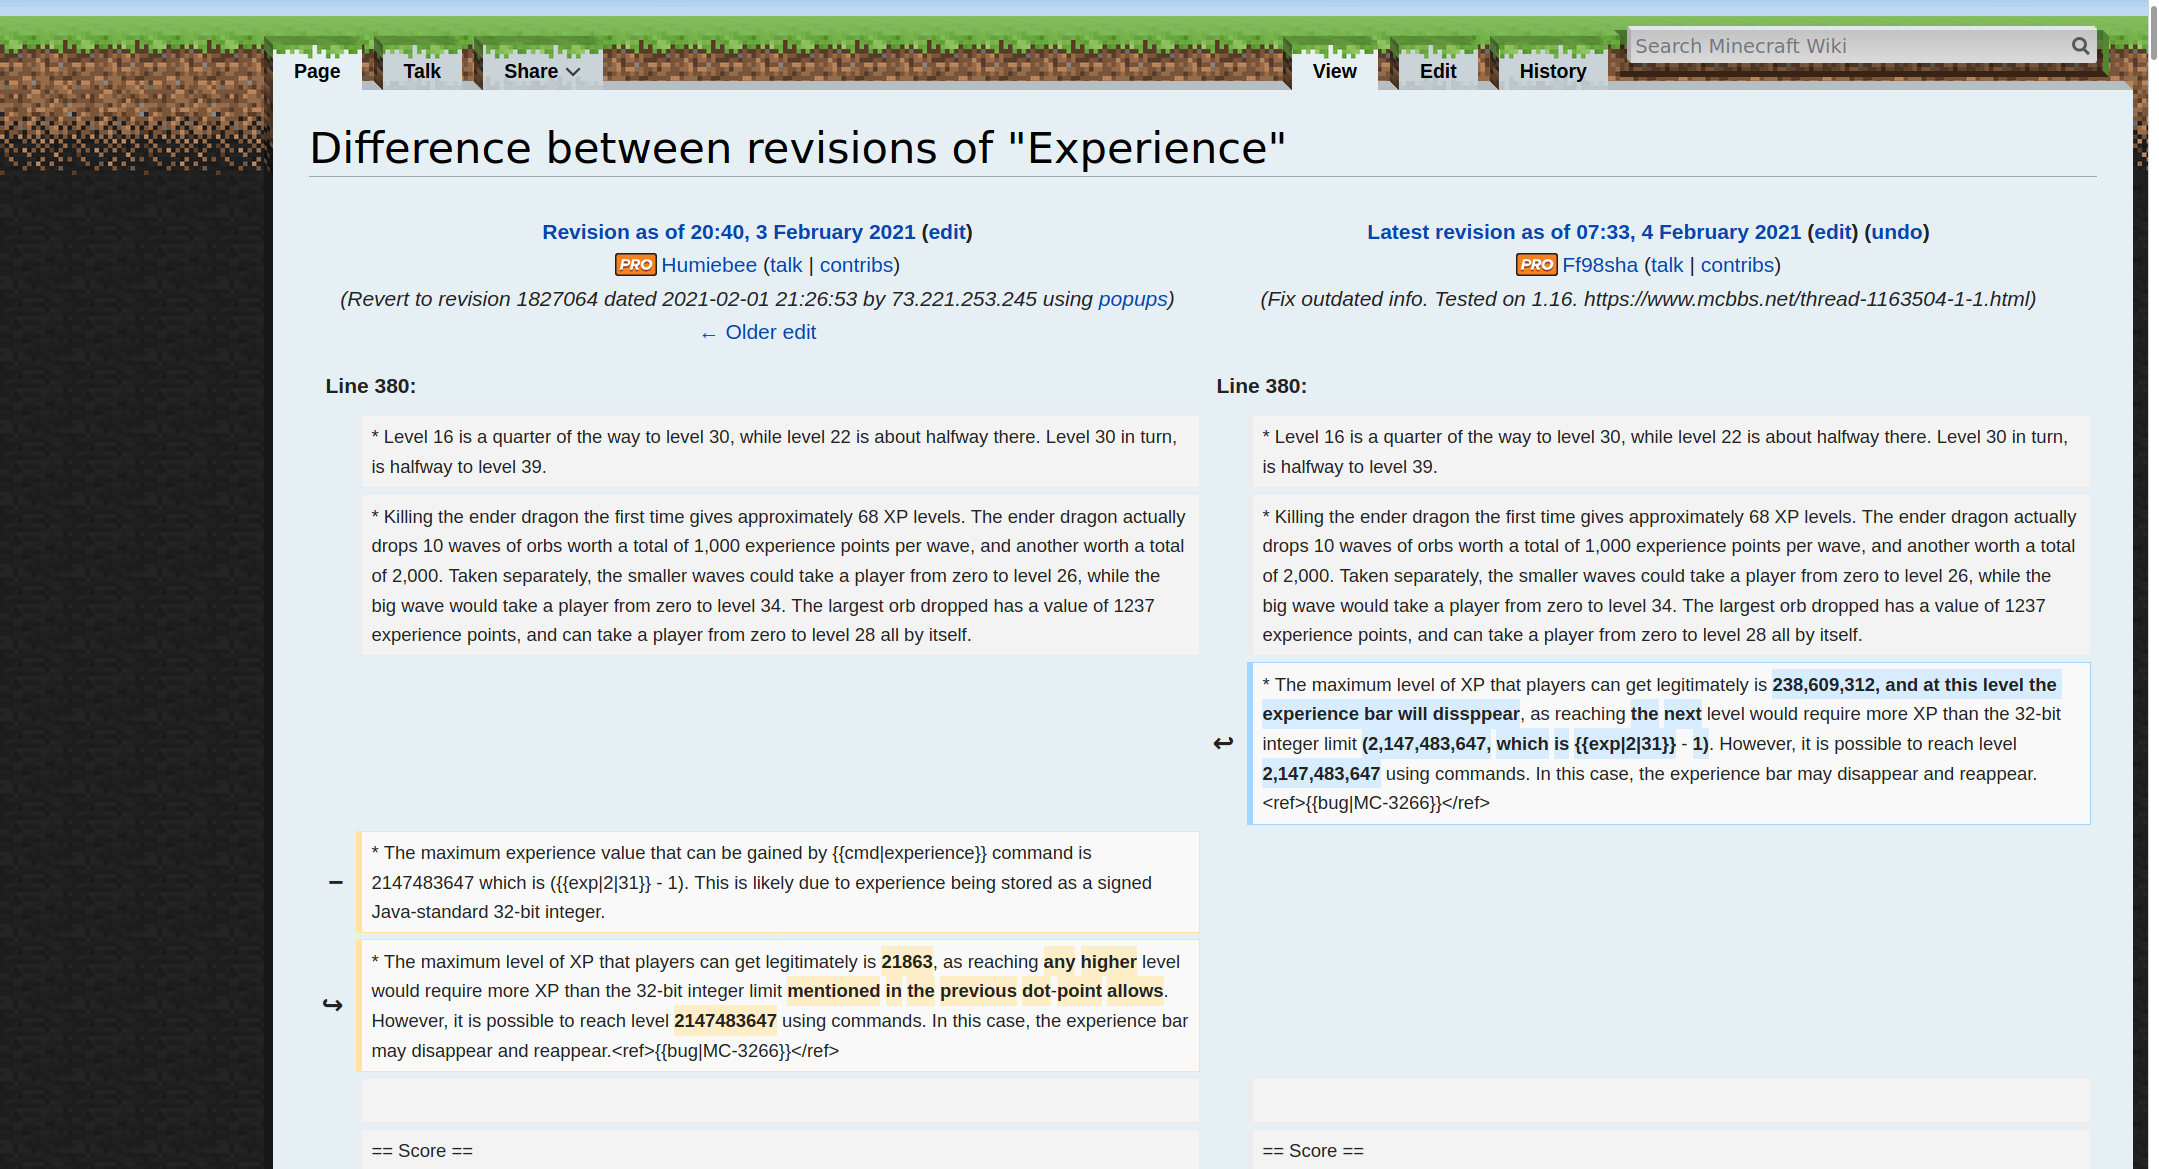 Page
Talk
Share
View
Edit
History
Search Minecraft Wiki
Difference between revisions of "Experience"
Revision as of 20:40, 3 February 2021 (edit)
PRO Humiebee (talk | contribs)
(Revert to revision 1827064 dated 2021-02-01 21:26:53 by 73.221.253.245 using popups)
← Older edit
Latest revision as of 07:33, 4 February 2021 (edit) (undo)
PRO Ff98sha (talk | contribs)
(Fix outdated info. Tested on 1.16. https://www.mcbbs.net/thread-1163504-1-1.html)
Line 380:
Line 380:
* Level 16 is a quarter of the way to level 30, while level 22 is about halfway there. Level 30 in turn,
is halfway to level 39.
* Level 16 is a quarter of the way to level 30, while level 22 is about halfway there. Level 30 in turn,
is halfway to level 39.
* Killing the ender dragon the first time gives approximately 68 XP levels. The ender dragon actually
drops 10 waves of orbs worth a total of 1,000 experience points per wave, and another worth a total
of 2,000. Taken separately, the smaller waves could take a player from zero to level 26, while the
big wave would take a player from zero to level 34. The largest orb dropped has a value of 1237
experience points, and can take a player from zero to level 28 all by itself.
* Killing the ender dragon the first time gives approximately 68 XP levels. The ender dragon actually
drops 10 waves of orbs worth a total of 1,000 experience points per wave, and another worth a total
of 2,000. Taken separately, the smaller waves could take a player from zero to level 26, while the
big wave would take a player from zero to level 34. The largest orb dropped has a value of 1237
experience points, and can take a player from zero to level 28 all by itself.
* The maximum level of XP that players can get legitimately is 238,609,312, and at this level the
experience bar will dissppear, as reaching the next level would require more XP than the 32-bit
integer limit (2,147,483,647, which is {{exp|2|31}} - 1). However, it is possible to reach level
2,147,483,647 using commands. In this case, the experience bar may disappear and reappear.
<ref>{{bug|MC-3266}}</ref>
* The maximum experience value that can be gained by {{cmd|experience}} command is
2147483647 which is ({{exp|2|31}} - 1). This is likely due to experience being stored as a signed
Java-standard 32-bit integer.
* The maximum level of XP that players can get legitimately is 21863, as reaching any higher level
would require more XP than the 32-bit integer limit mentioned in the previous dot-point allows.
However, it is possible to reach level 2147483647 using commands. In this case, the experience bar
may disappear and reappear.<ref>{{bug|MC-3266}}</ref>
== Score ==
== Score ==